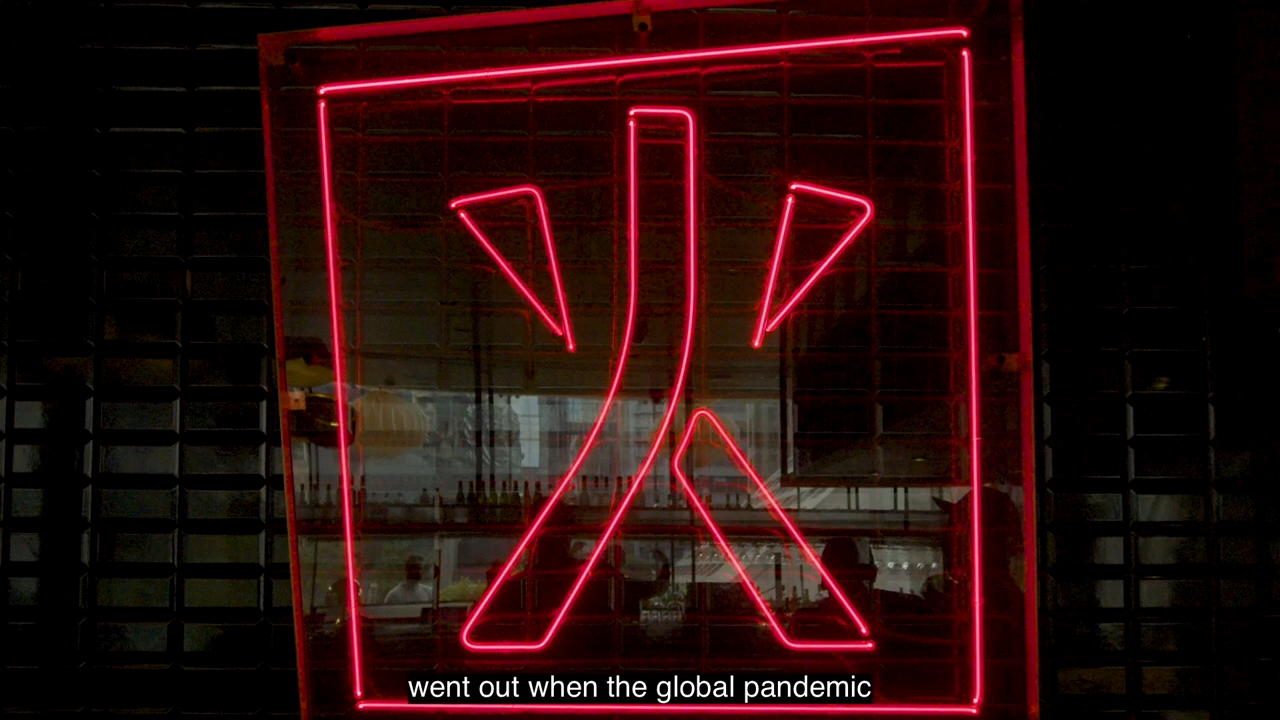 火
went out when the global pandemic